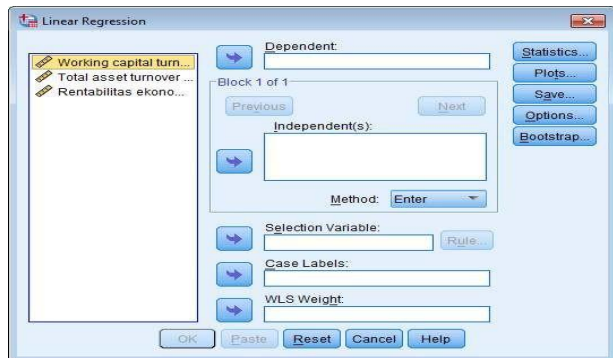 Linear Regression
Working capital turn...
Total asset turnover ...
Rentabilitas ekono...
Dependent:
Block 1 of 1
Previous
Next
Independent(s):
Method: Enter
Selection Variable:
Rule...
Case Labels:
WLS Weight:
Statistics...
Plots...
Save...
Options...
Bootstrap...
OK Paste Reset Cancel Help